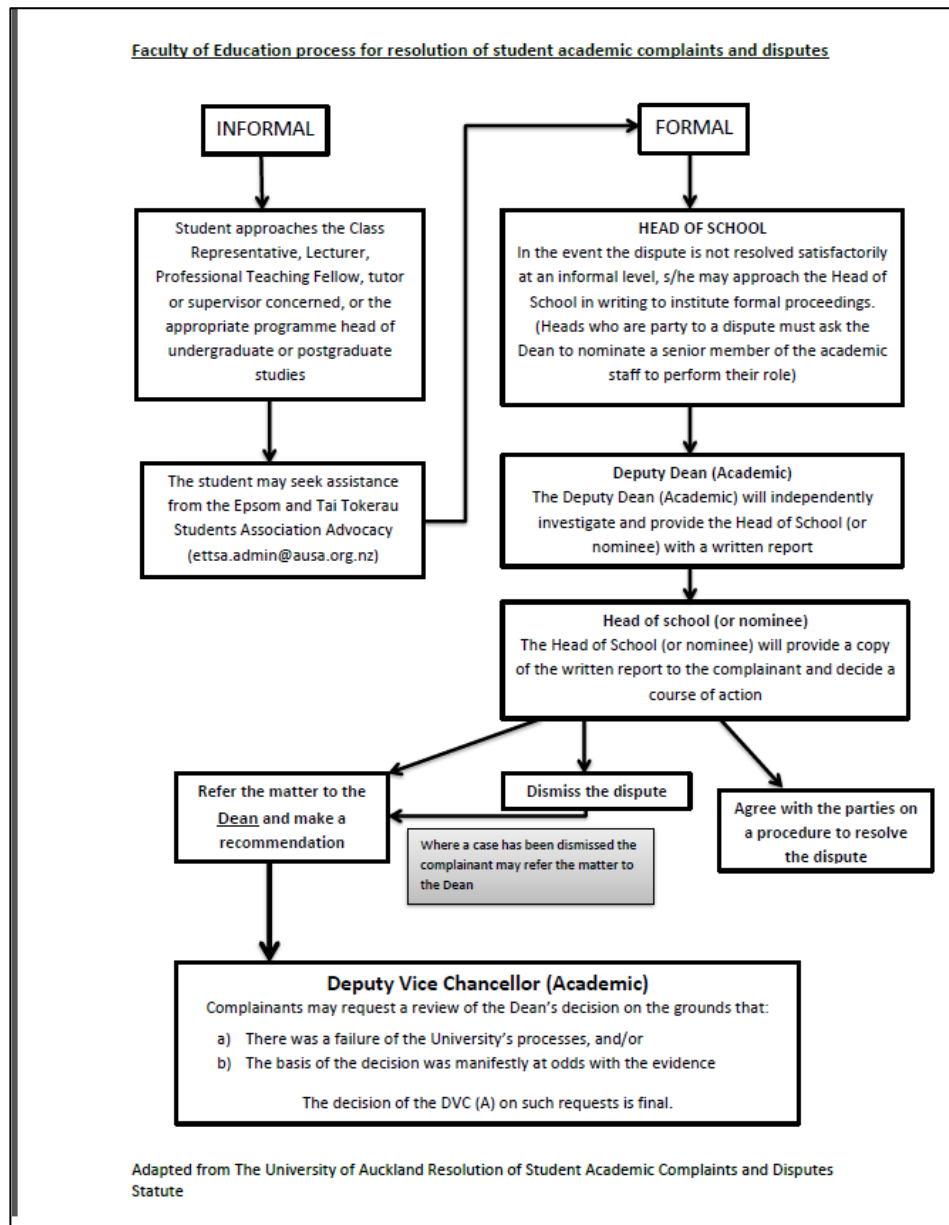 Faculty of Education process for resolution of student academic complaints and disputes
INFORMAL
Student approaches the Class
Representative, Lecturer,
Professional Teaching Fellow, tutor
or supervisor concerned, or the
appropriate programme head of
undergraduate or postgraduate
studies
The student may seek assistance
from the Epsom and Tai Tokerau
Students Association Advocacy
(ettsa.admin@ausa.org.nz)
FORMAL
HEAD OF SCHOOL
In the event the dispute is not resolved satisfactorily
at an informal level, s/he may approach the Head of
School in writing to institute formal proceedings.
(Heads who are party to a dispute must ask the
Dean to nominate a senior member of the academic
staff to perform their role)
Deputy Dean (Academic)
The Deputy Dean (Academic) will independently
investigate and provide the Head of School (or
nominee) with a written report
Head of school (or nominee)
The Head of School (or nominee) will provide a copy
of the written report to the complainant and decide a
course of action
Refer the matter to the
Dean and make a
recommendation
Dismiss the dispute
Where a case has been dismissed the
complainant may refer the matter to
the Dean
Agree with the parties on
a procedure to resolve
the dispute
Deputy Vice Chancellor (Academic)
Complainants may request a review of the Dean's decision on the grounds that:
a) There was a failure of the University's processes, and/or
b) The basis of the decision was manifestly at odds with the evidence
The decision of the DVC (A) on such requests is final.
Adapted from The University of Auckland Resolution of Student Academic Complaints and Disputes
Statute